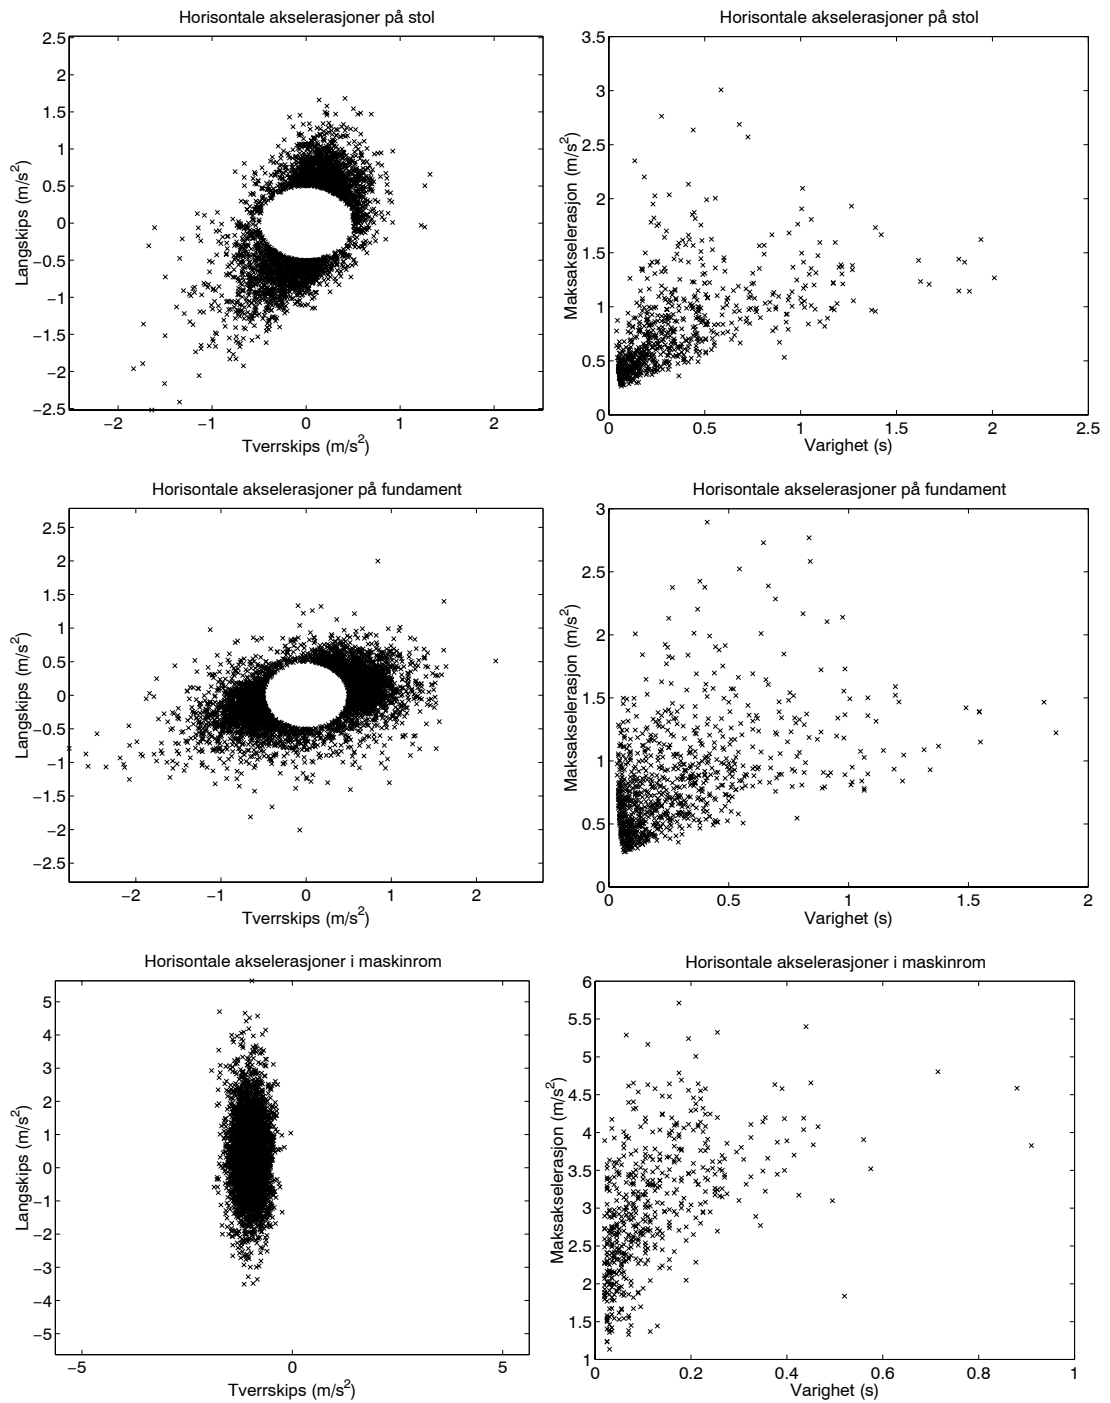 Horisontale akselerasjoner på stol
2.5
2
1.5
1
0.5
0
−0.5
−1
−1.5
−2
−2.5
Langskips (m/s²)
−2 −1 0 1 2
Tverrskips (m/s²)
Horisontale akselerasjoner på stol
3.5
3
2.5
2
1.5
1
0.5
0
Maksakselerasjon (m/s²)
0 0.5 1 1.5 2 2.5
Varighet (s)
Horisontale akselerasjoner på fundament
2.5
2
1.5
1
0.5
0
−0.5
−1
−1.5
−2
−2.5
Langskips (m/s²)
−2 −1 0 1 2
Tverrskips (m/s²)
Horisontale akselerasjoner på fundament
3
2.5
2
1.5
1
0.5
0
Maksakselerasjon (m/s²)
0 0.5 1 1.5 2
Varighet (s)
Horisontale akselerasjoner i maskinrom
5
4
3
2
1
0
−1
−2
−3
−4
−5
Langskips (m/s²)
−5 0 5
Tverrskips (m/s²)
Horisontale akselerasjoner i maskinrom
6
5.5
5
4.5
4
3.5
3
2.5
2
1.5
1
Maksakselerasjon (m/s²)
0 0.2 0.4 0.6 0.8 1
Varighet (s)